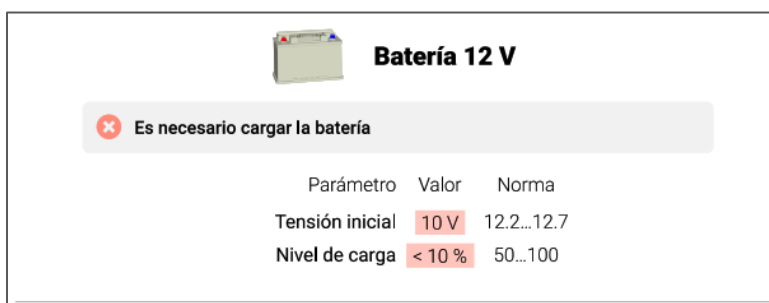 Batería 12 V
Es necesario cargar la batería
Parámetro Valor Norma
Tensión inicial 10 V 12.2...12.7
Nivel de carga < 10 % 50...100